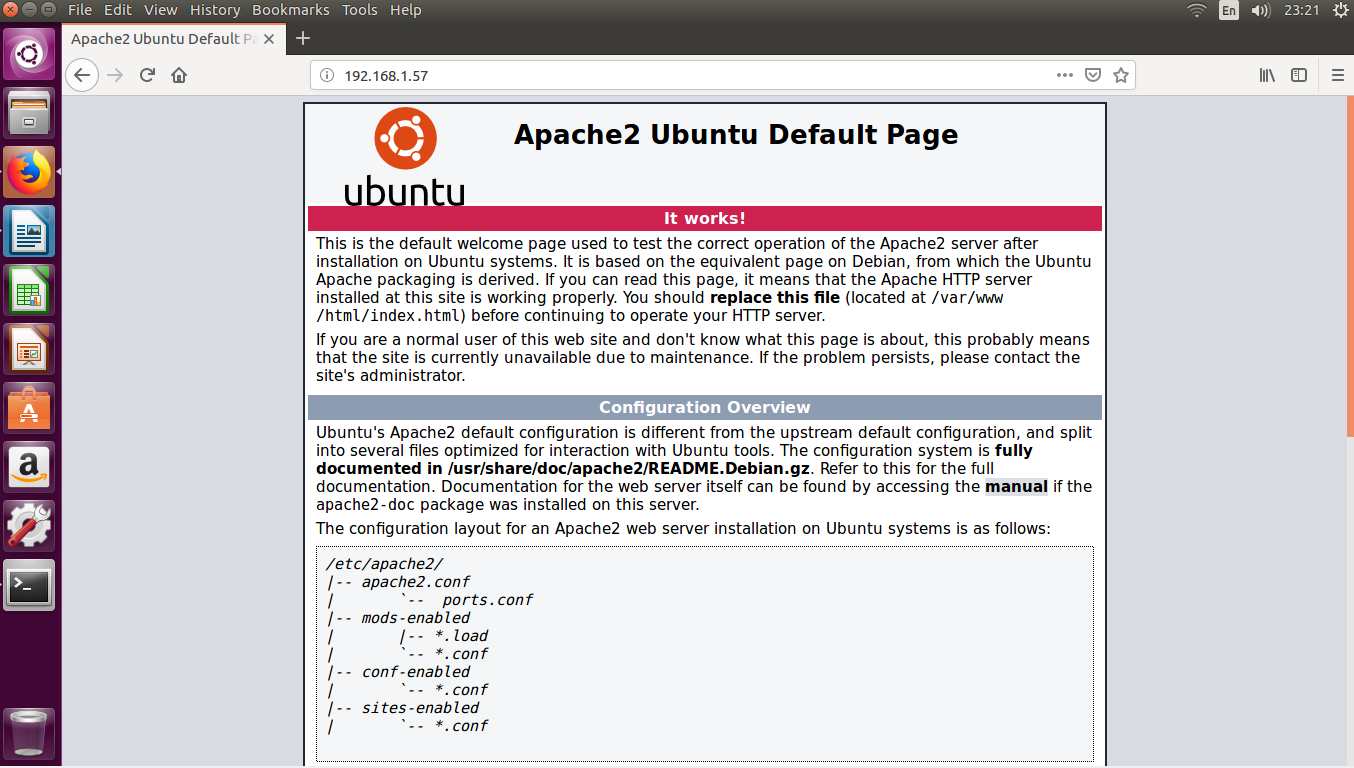 File Edit View History Bookmarks Tools Help
En
23:21
Apache2 Ubuntu Default Pa
192.168.1.57
ubuntu
Apache2 Ubuntu Default Page
It works!
This is the default welcome page used to test the correct operation of the Apache2 server after
installation on Ubuntu systems. It is based on the equivalent page on Debian, from which the Ubuntu
Apache packaging is derived. If you can read this page, it means that the Apache HTTP server
installed at this site is working properly. You should replace this file (located at /var/www
/html/index.html) before continuing to operate your HTTP server.
If you are a normal user of this web site and don't know what this page is about, this probably means
that the site is currently unavailable due to maintenance. If the problem persists, please contact the
site's administrator.
Configuration Overview
Ubuntu's Apache2 default configuration is different from the upstream default configuration, and split
into several files optimized for interaction with Ubuntu tools. The configuration system is fully
documented in /usr/share/doc/apache2/README.Debian.gz. Refer to this for the full
documentation. Documentation for the web server itself can be found by accessing the manual if the
apache2-doc package was installed on this server.
The configuration layout for an Apache2 web server installation on Ubuntu systems is as follows:
/etc/apache2/
|-- apache2.conf
|       `--  ports.conf
|-- mods-enabled
|       |-- *.load
|       `-- *.conf
|-- conf-enabled
|       `-- *.conf
|-- sites-enabled
|       `-- *.conf